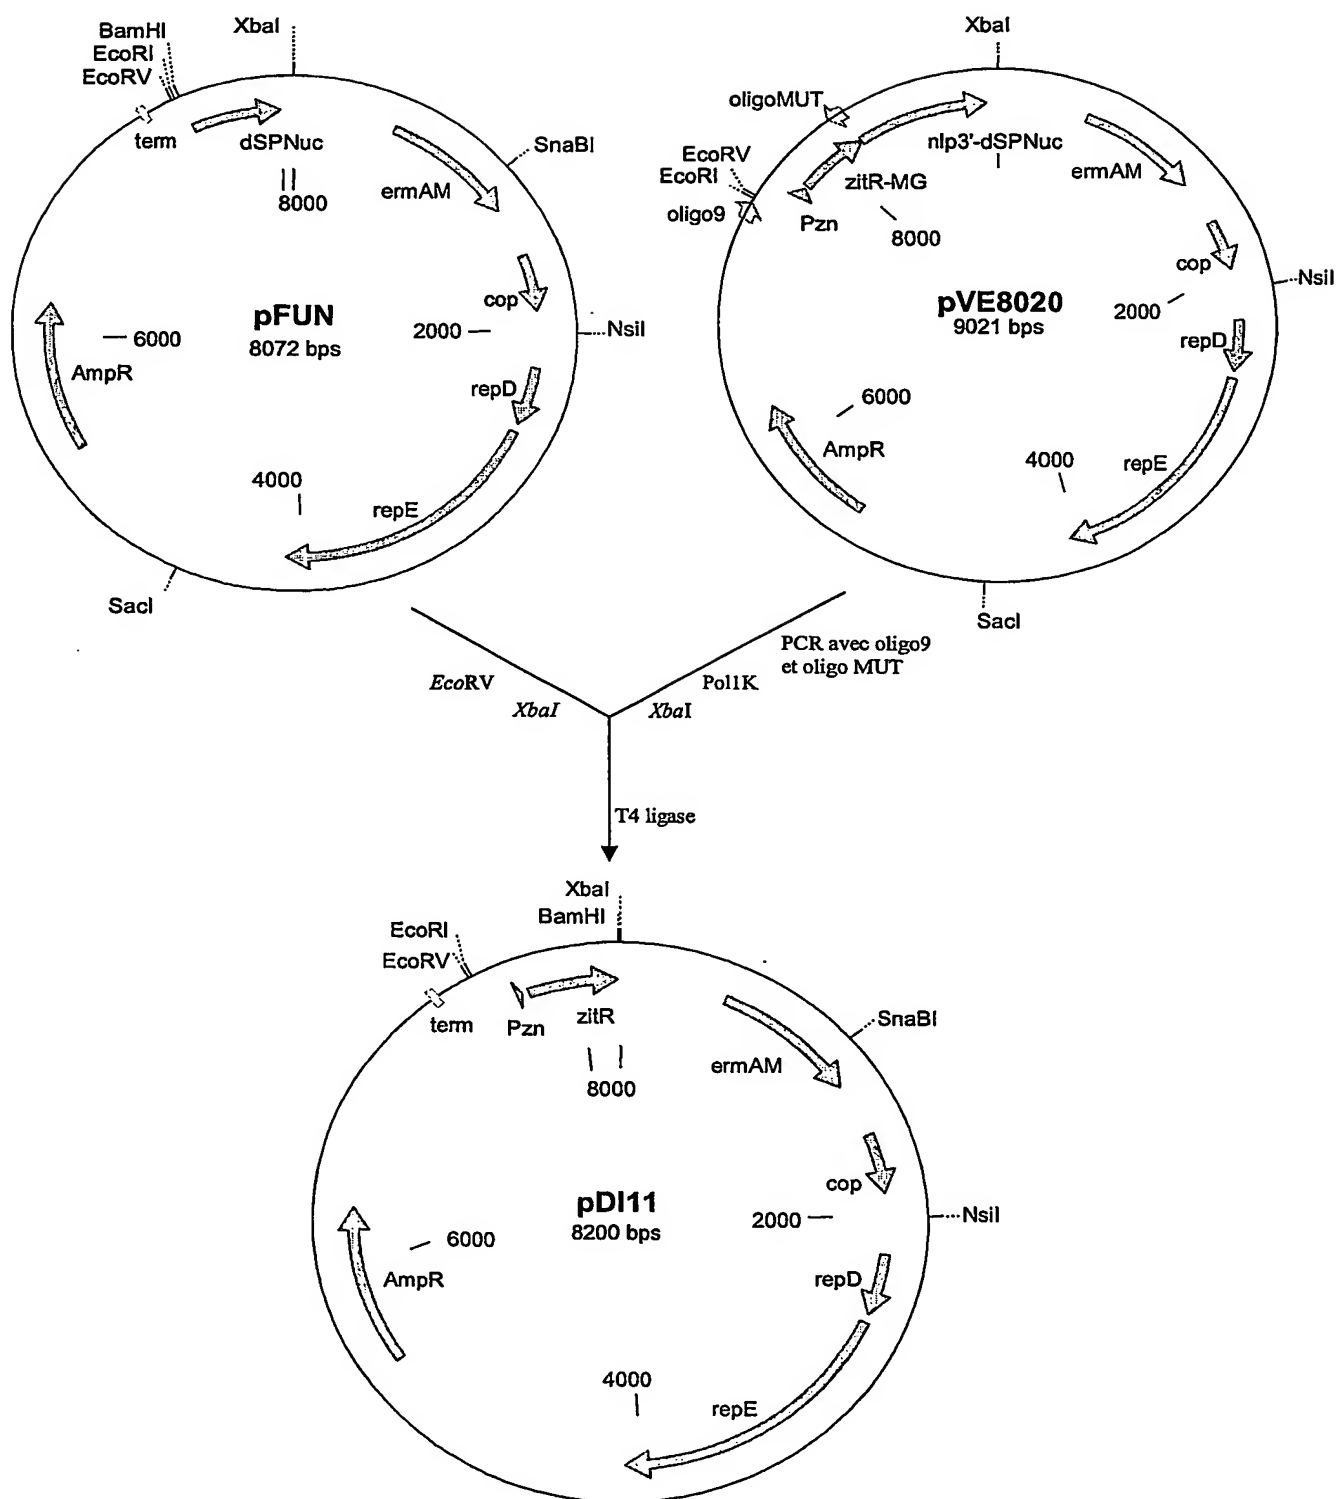 XbaI
BamHI
EcoRI
EcoRV
term
dSPNuc
8000
ermAM
SnaBI
cop
NsiI
2000
pFUN
8072 bps
6000
AmpR
repD
4000
repE
SacI
XbaI
oligoMUT
EcoRV
EcoRI
oligo9
Pzn
zitR-MG
nlp3'-dSPNuc
ermAM
8000
cop
NsiI
pVE8020
9021 bps
2000
repD
6000
AmpR
4000
repE
SacI
EcoRV
XbaI
PCR avec oligo9
et oligo MUT
Pol1K
XbaI
T4 ligase
XbaI
BamHI
EcoRI
EcoRV
term
Pzn
zitR
8000
ermAM
SnaBI
cop
NsiI
pDI11
8200 bps
2000
6000
AmpR
repD
4000
repE